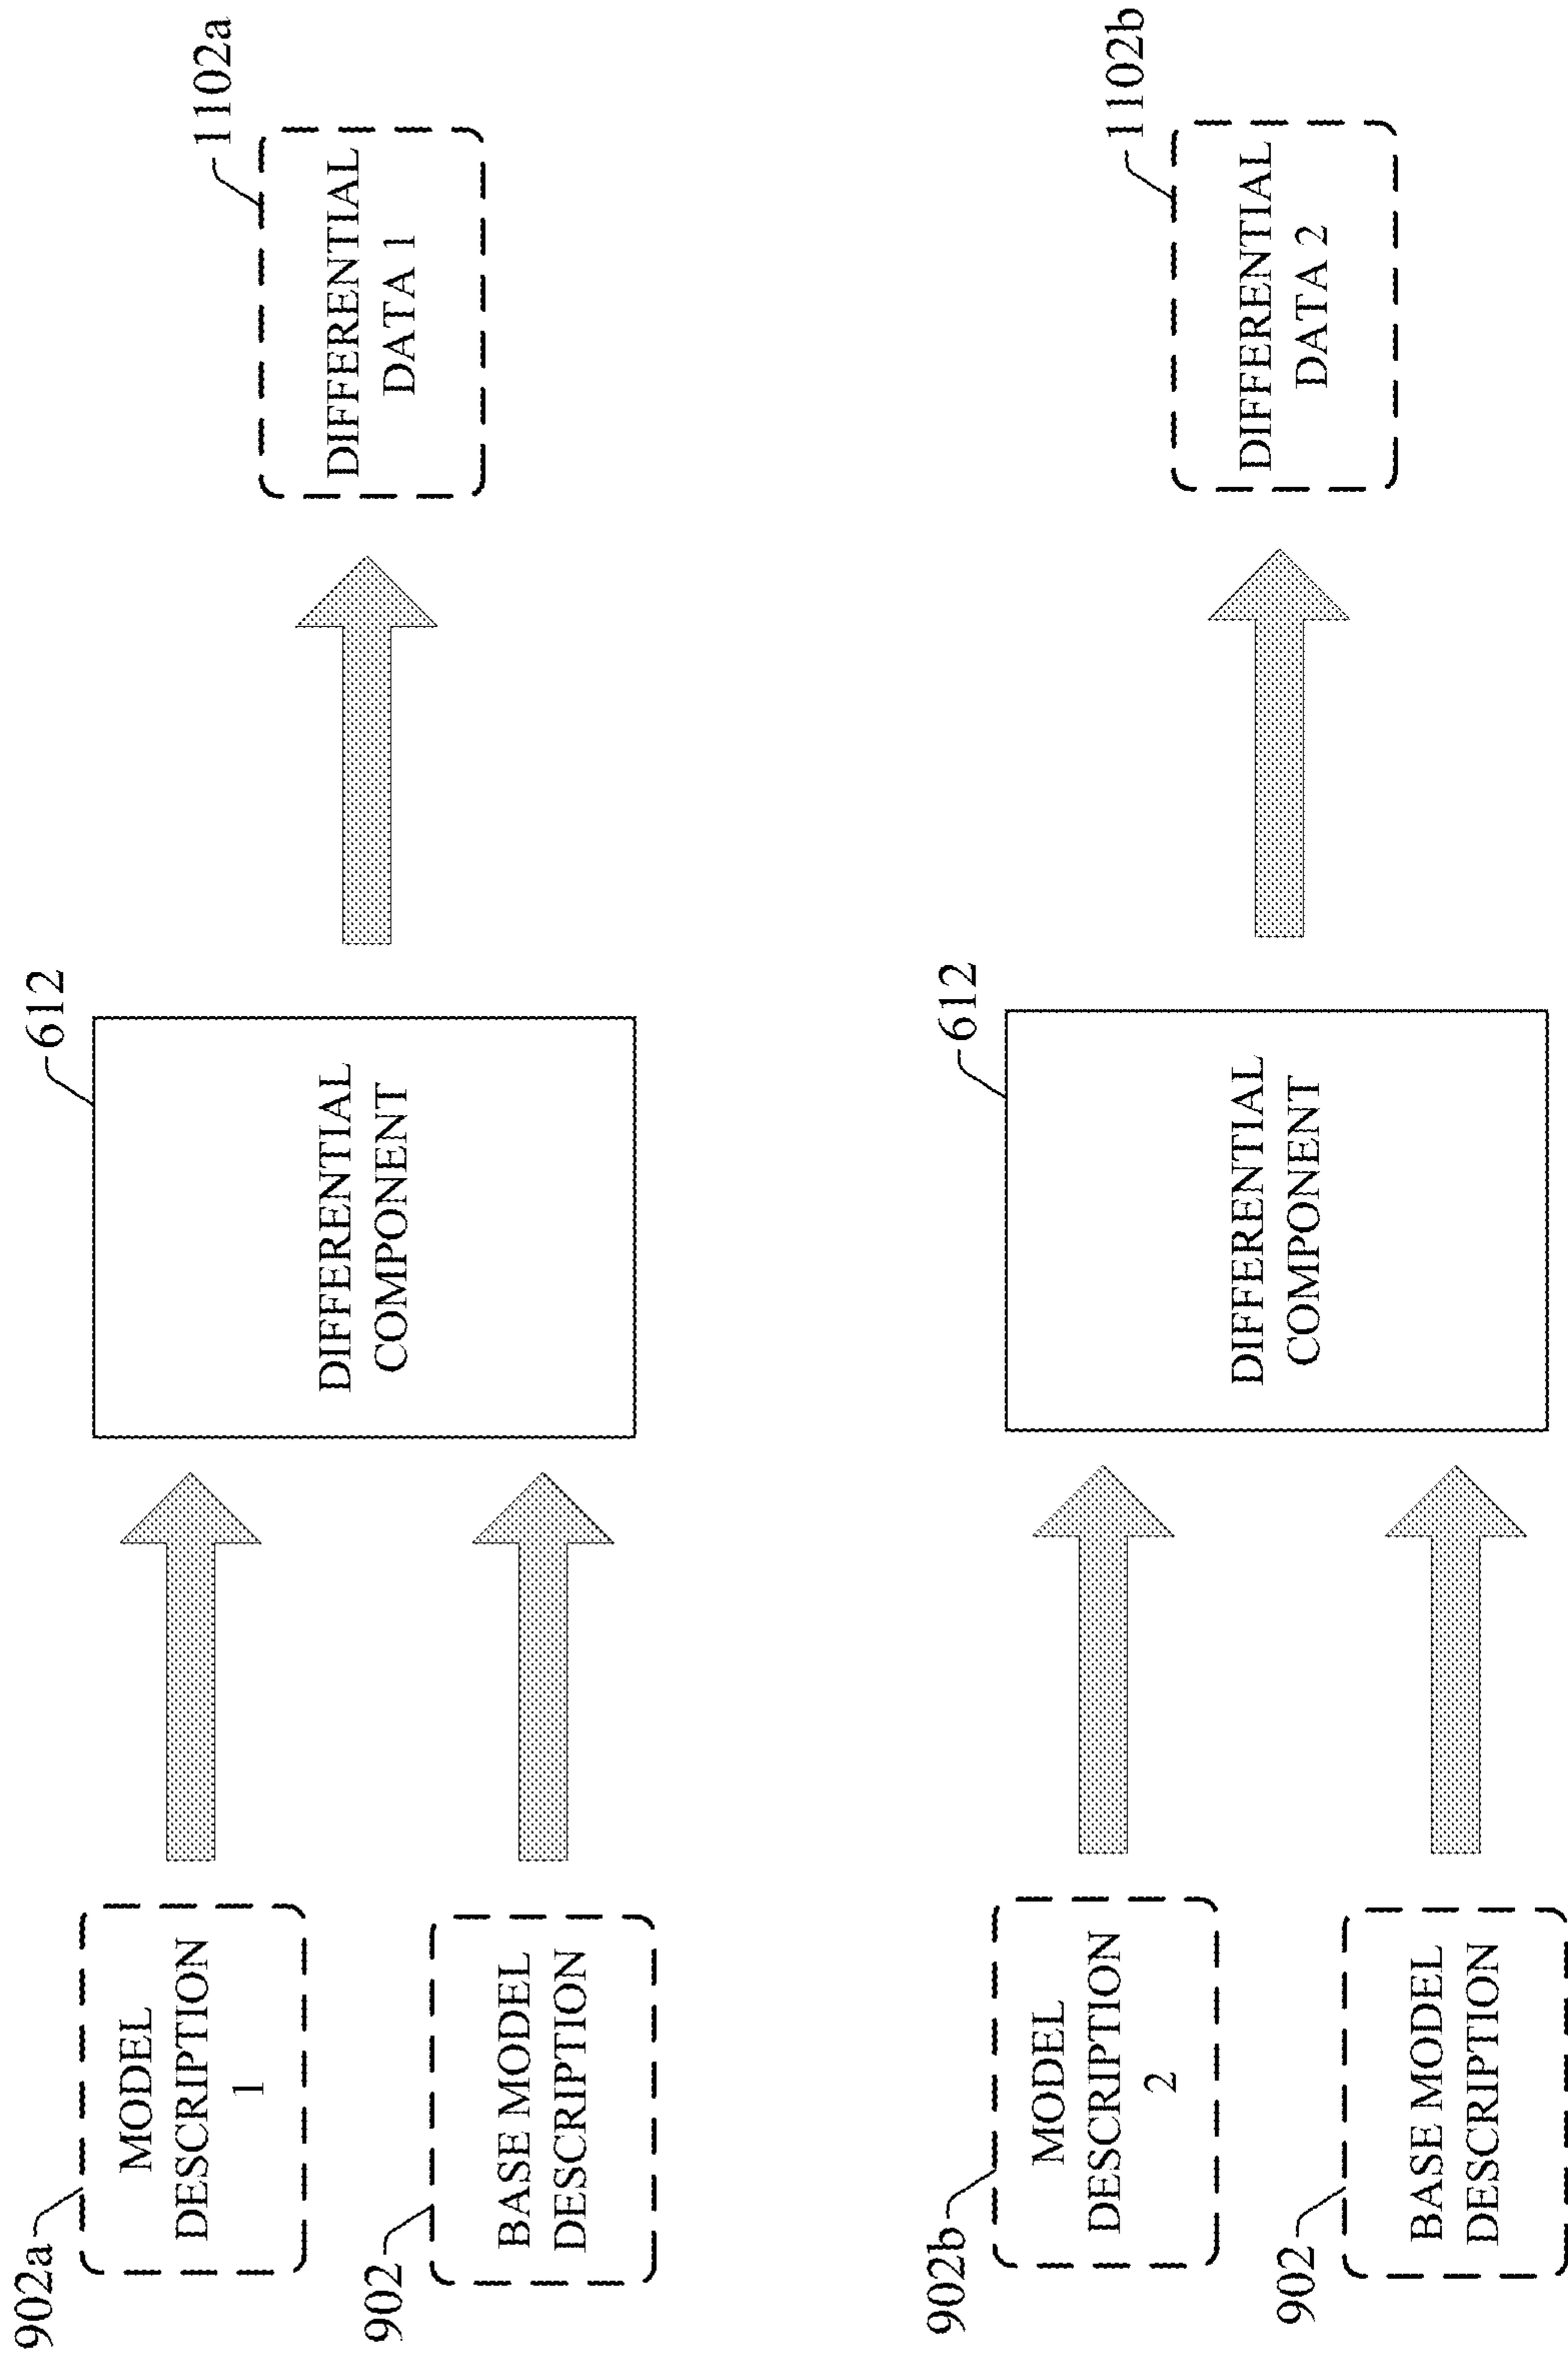 902a
MODEL
DESCRIPTION
1
902
BASE MODEL
DESCRIPTION
612
DIFFERENTIAL
COMPONENT
1102a
DIFFERENTIAL
DATA 1
902b
MODEL
DESCRIPTION
2
902
BASE MODEL
DESCRIPTION
612
DIFFERENTIAL
COMPONENT
1102b
DIFFERENTIAL
DATA 2